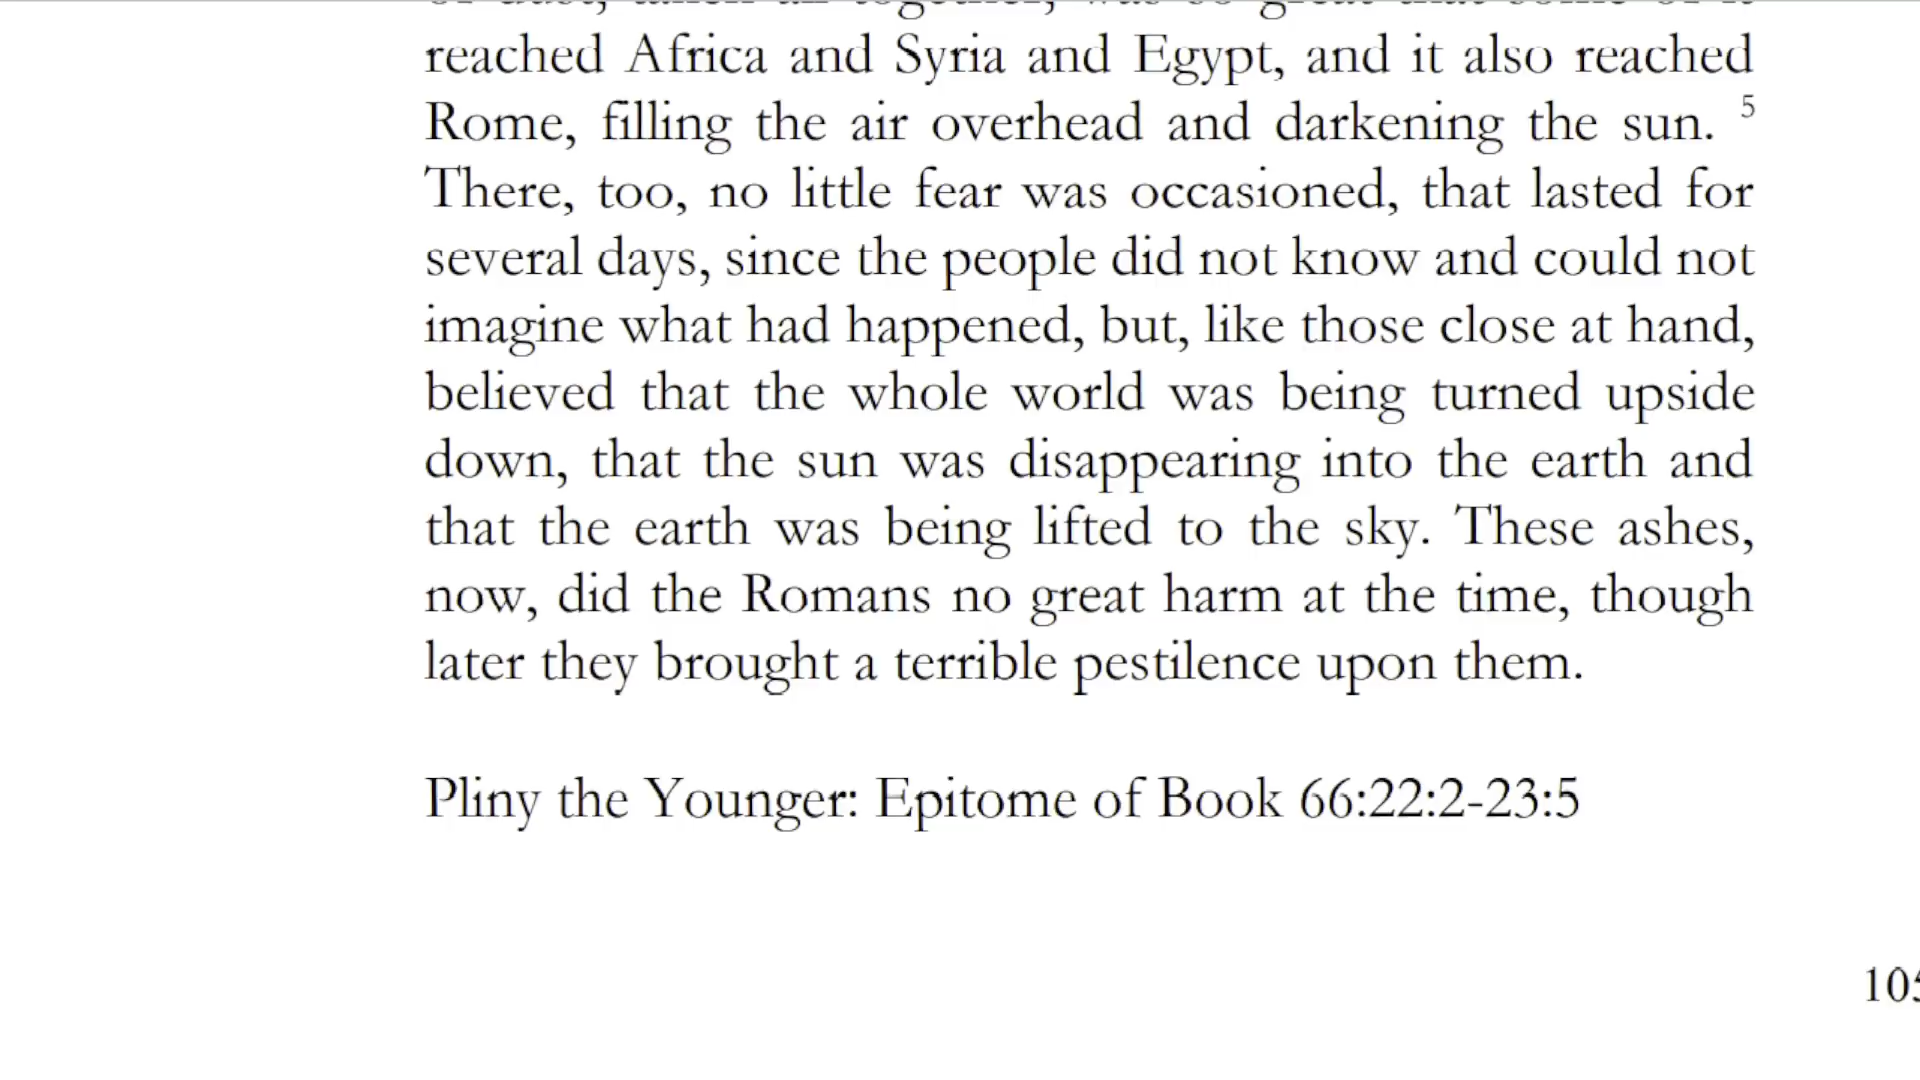 reached Africa and Syria and Egypt, and it also reached
Rome, filling the air overhead and darkening the sun. 5
There, too, no little fear was occasioned, that lasted for
several days, since the people did not know and could not
imagine what had happened, but, like those close at hand,
believed that the whole world was being turned upside
down, that the sun was disappearing into the earth and
that the earth was being lifted to the sky. These ashes,
now, did the Romans no great harm at the time, though
later they brought a terrible pestilence upon them.
Pliny the Younger: Epitome of Book 66:22:2-23:5